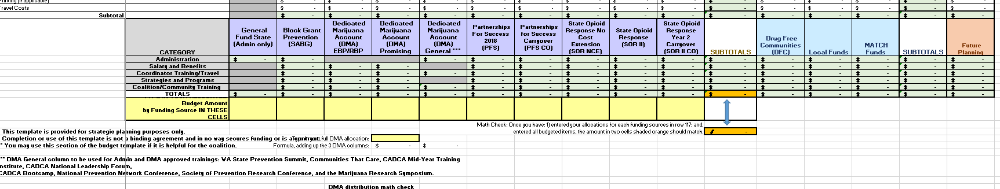 Printing (if applicable) $ - $ - $ - $ - $ - $ - $ - $ - $ - $ - $ - $ - $ - $ - $ -
Travel Costs $ - $ - $ - $ - $ - $ - $ - $ - $ - $ - $ - $ - $ - $ - $ -
Subtotal $ - $ - $ - $ - $ - $ - $ - $ - $ - $ - $ - $ - $ - $ - $ -
CATEGORY
General Fund State (Admin only)
Block Grant Prevention (SABG)
Dedicated Marijuana Account (DMA) EBP/RBP
Dedicated Marijuana Account (DMA) Promising
Dedicated Marijuana Account (DMA) General ***
Partnerships For Success 2018 (PFS)
Partnerships for Success Carryover (PFS CO)
State Opioid Response No Cost Extension (SOR NCE)
State Opioid Response (SOR II)
State Opioid Response Year 2 Carryover (SOR II CO)
SUBTOTALS
Drug Free Communities (DFC)
Local Funds
MATCH Funds
SUBTOTALS
Future Planning
Administration $ - $ - $ - $ - $ - $ - $ - $ - $ - $ - $ - $ - $ - $ -
Salary and Benefits $ - $ - $ - $ - $ - $ - $ - $ - $ - $ - $ - $ - $ - $ -
Coordinator Training/Travel $ - $ - $ - $ - $ - $ - $ - $ - $ - $ - $ - $ - $ - $ - $ -
Strategies and Programs $ - $ - $ - $ - $ - $ - $ - $ - $ - $ - $ - $ - $ - $ -
Coalition/Community Training $ - $ - $ - $ - $ - $ - $ - $ - $ - $ - $ - $ - $ - $ - $ -
TOTALS $ - $ - $ - $ - $ - $ - $ - $ - $ - $ - $ - $ - $ - $ - $ - $ -
Budget Amount
by Funding Source IN THESE
CELLS
Math Check: Once you have: 1) entered your allocations for each funding sources in row 117; and,
entered all budgeted items, the amount in two cells shaded orange should match. $ -
This template is provided for strategic planning purposes only.
Completion or use of this template is not a binding agreement and in no way secures funding or is a
full DMA allocation:
* You may use this section of the budget template if it is helpful for the coalition. Formula, adding up the 3 DMA columns: $ - $ -
** DMA General column to be used for Admin and DMA approved trainings: WA State Prevention Summit, Communities That Care, CADCA Mid-Year Training
nstitute, CADCA National Leadership Forum,
CADCA Bootcamp, National Prevention Network Conference, Society of Prevention Research Conference, and the Marijuana Research Symposium.
DMA distribution math check